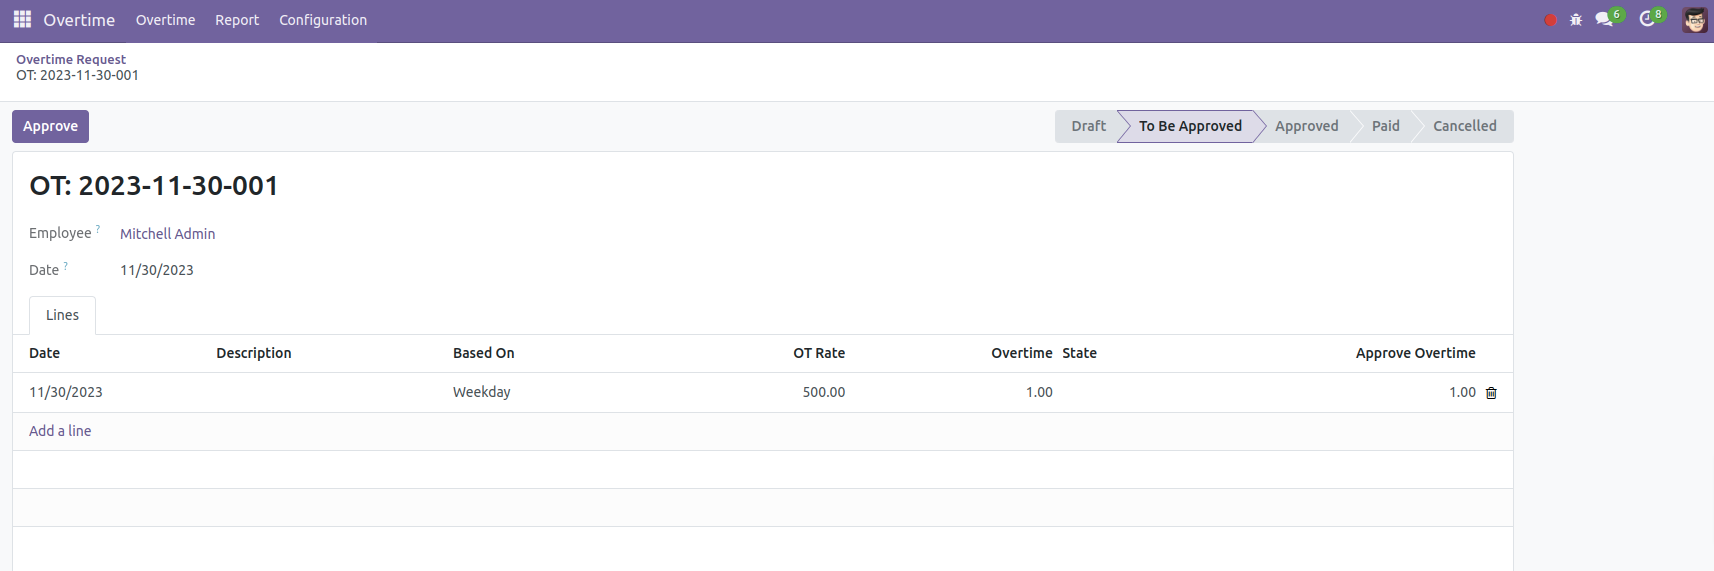 Overtime Overtime Report Configuration 6 8
Overtime Request
OT: 2023-11-30-001
Approve Draft To Be Approved Approved Paid Cancelled
OT: 2023-11-30-001
Employee ? Mitchell Admin
Date ? 11/30/2023
Lines
Date Description Based On OT Rate Overtime State Approve Overtime
11/30/2023 Weekday 500.00 1.00 1.00
Add a line